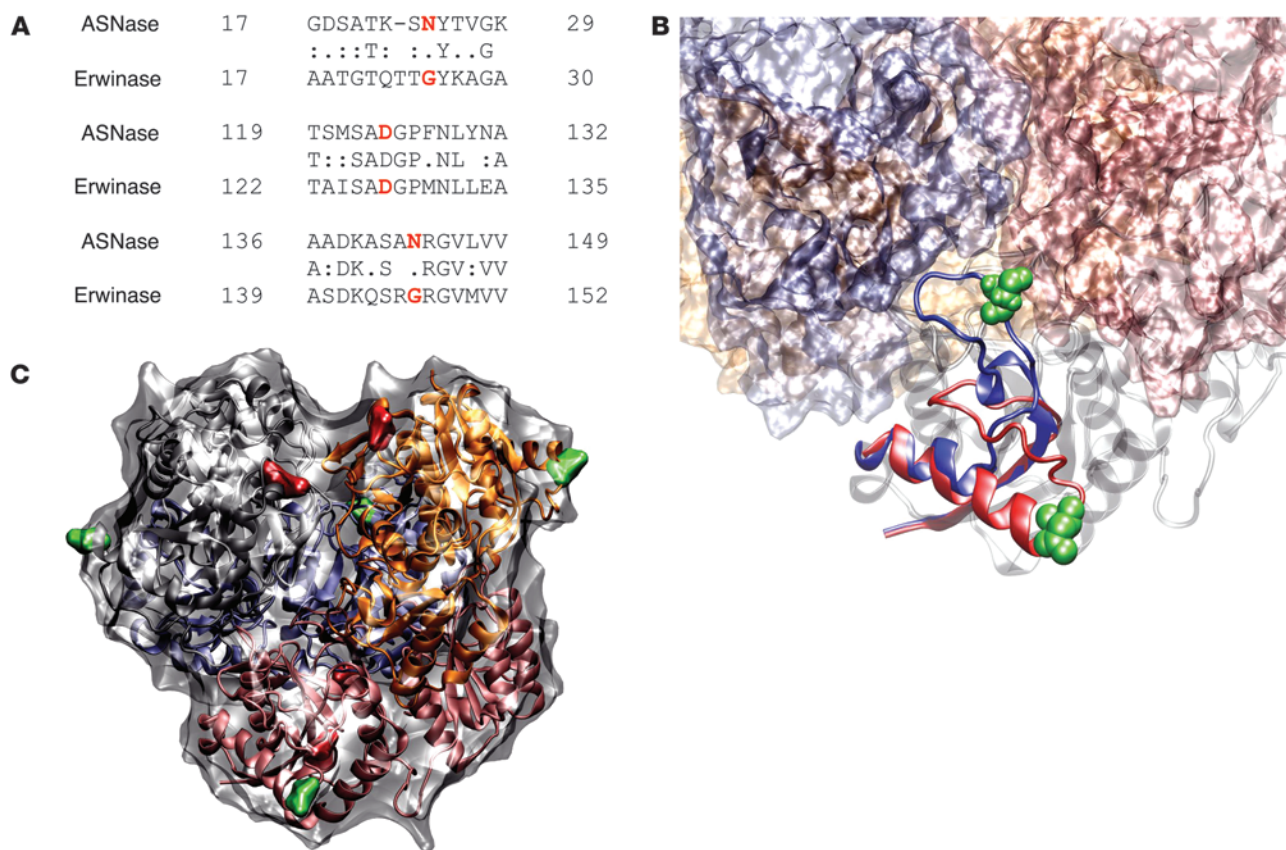 A
ASNase 17 GDSATK-SNYTVGK 29
:.::T: :.Y..G
Erwinase 17 AATGTQTTGYKAGA 30
ASNase 119 TSMSADGPFNLYNA 132
T::SADGP.NL :A
Erwinase 122 TAISADGPMNLLEA 135
ASNase 136 AADKASANRGVLVV 149
A:DK.S .RGV:VV
Erwinase 139 ASDKQSRGRGVMVV 152
B
C